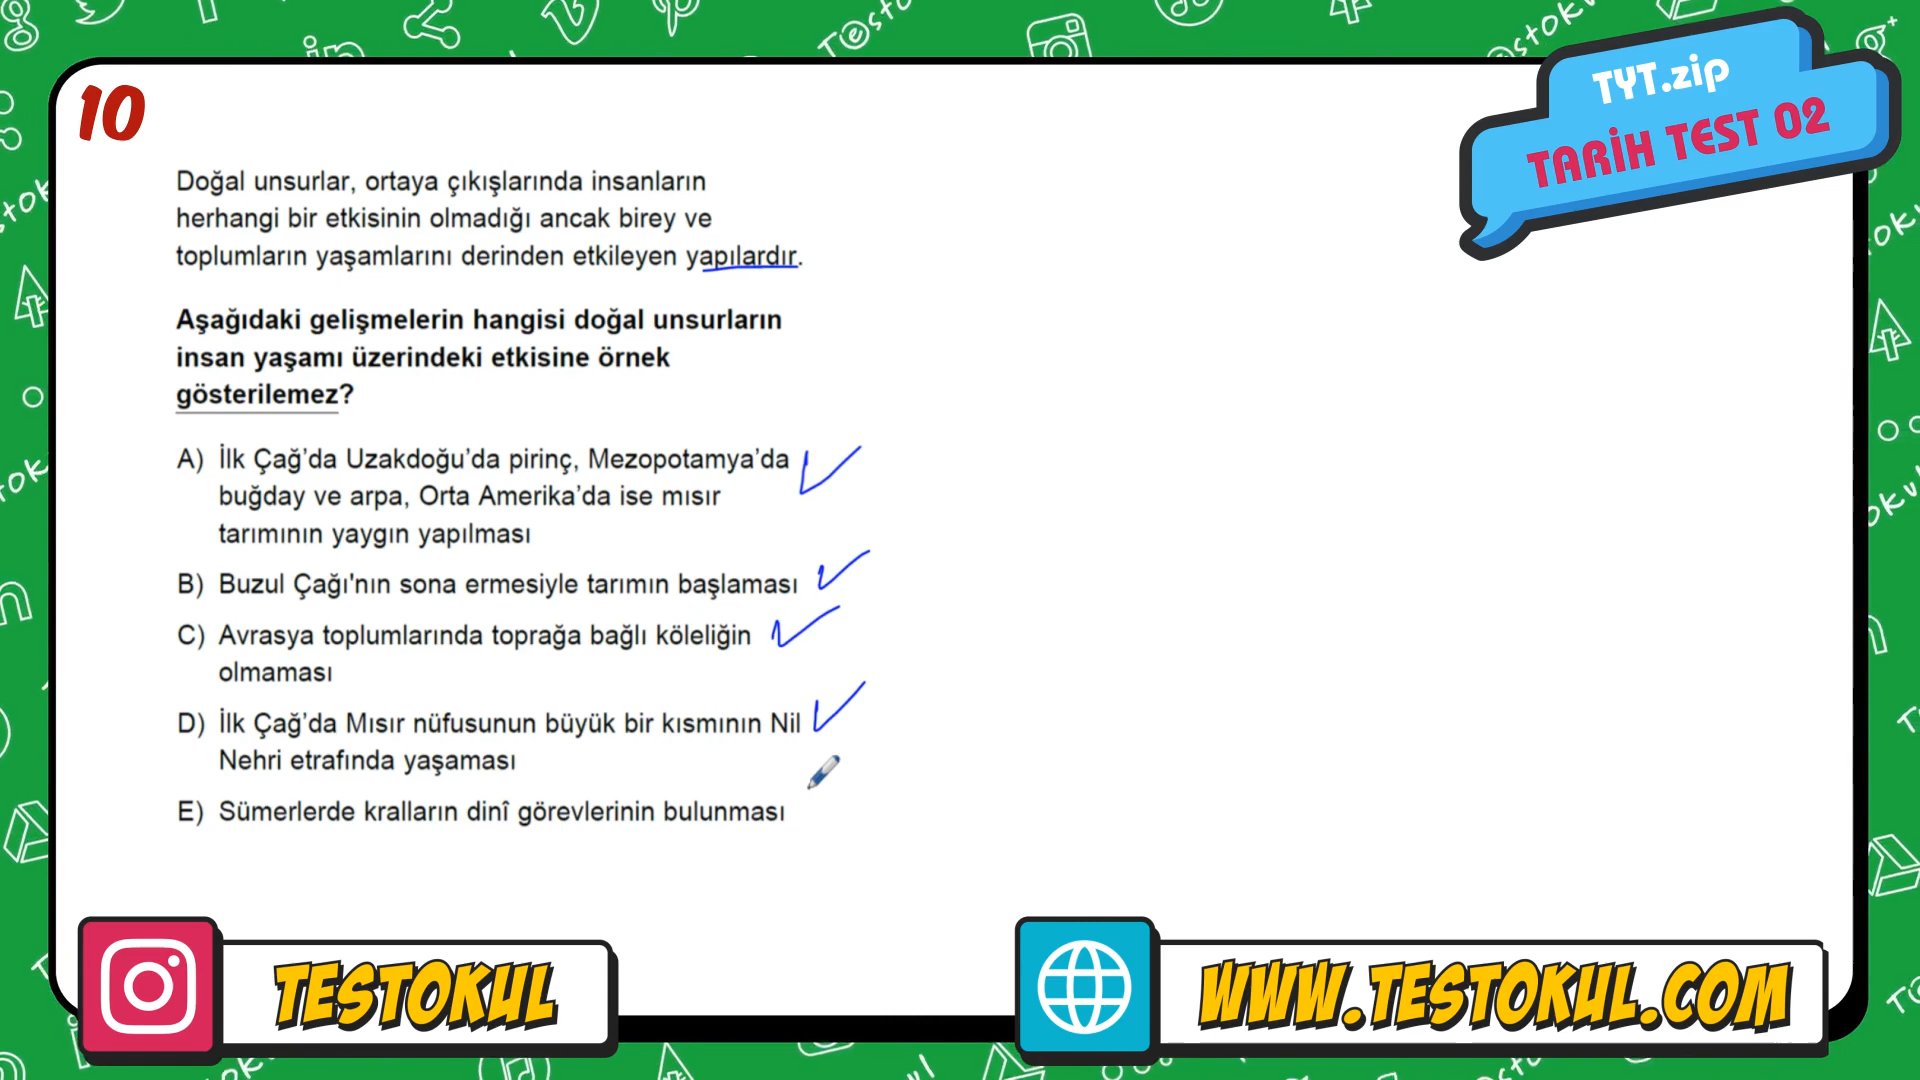 10
TYT.zip
TARİH TEST 02
Doğal unsurlar, ortaya çıkışlarında insanların
herhangi bir etkisinin olmadığı ancak birey ve
toplumların yaşamlarını derinden etkileyen yapılardır.
Aşağıdaki gelişmelerin hangisi doğal unsurların
insan yaşamı üzerindeki etkisine örnek
gösterilemez?
A) İlk Çağ’da Uzakdoğu’da pirinç, Mezopotamya’da
buğday ve arpa, Orta Amerika’da ise mısır
tarımının yaygın yapılması
B) Buzul Çağı'nın sona ermesiyle tarımın başlaması
C) Avrasya toplumlarında toprağa bağlı köleliğin
olmaması
D) İlk Çağ’da Mısır nüfusunun büyük bir kısmının Nil
Nehri etrafında yaşaması
E) Sümerlerde kralların dinî görevlerinin bulunması
TESTOKUL
WWW.TESTOKUL.COM